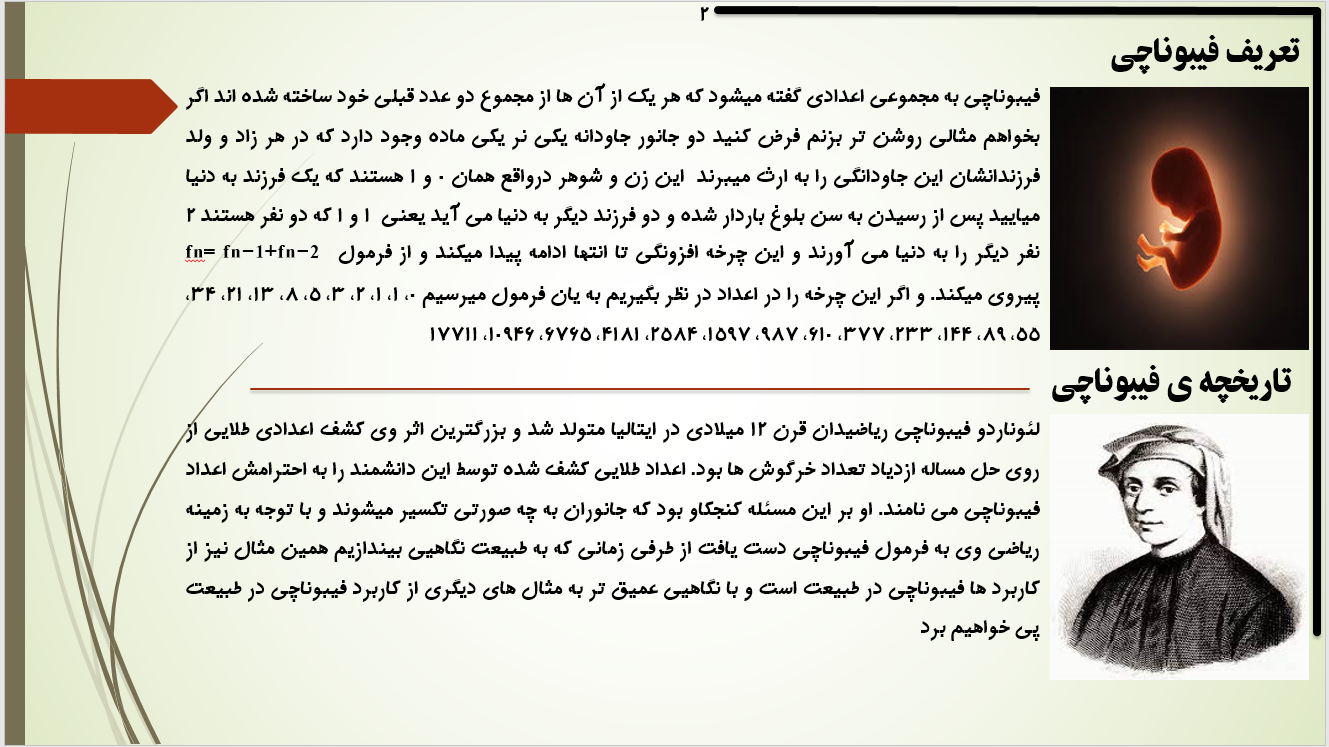 ۲
تعریف فیبوناچی
فیبوناچی به مجموعی اعدادی گفته میشود که هر یک از آن ها از مجموع دو عدد قبلی خود ساخته شده اند اگر
بخواهم مثالی روشن تر بزنم فرض کنید دو جانور جاودانه یکی نر یکی ماده وجود دارد که در هر زاد و ولد
فرزندانشان این جاودانگی را به ارث میبرند این زن و شوهر درواقع همان ۰ و ۱ هستند که یک فرزند به دنیا
میایید پس از رسیدن به سن بلوغ باردار شده و دو فرزند دیگر به دنیا می آید یعنی ۱ و ۱ که دو نفر هستند ۲
نفر دیگر را به دنیا می آورند و این چرخه افزونگی تا انتها ادامه پیدا میکند و از فرمول fn= fn−1+fn−2
پیروی میکند. و اگر این چرخه را در اعداد در نظر بگیریم به یان فرمول میرسیم ۰، ۱، ۱، ۲، ۳، ۵، ۸، ۱۳، ۲۱، ۳۴،
۵۵، ۸۹، ۱۴۴، ۲۳۳، ۳۷۷، ۶۱۰، ۹۸۷، ۱۵۹۷، ۲۵۸۴، ۴۱۸۱، ۶۷۶۵، ۱۰۹۴۶، ۱۷۷۱۱
تاریخچه ی فیبوناچی
لئوناردو فیبوناچی ریاضیدان قرن ۱۲ میلادی در ایتالیا متولد شد و بزرگترین اثر وی کشف اعدادی طلایی از
روی حل مساله ازدیاد تعداد خرگوش ها بود. اعداد طلایی کشف شده توسط این دانشمند را به احترامش اعداد
فیبوناچی می نامند. او بر این مسئله کنجکاو بود که جانوران به چه صورتی تکسیر میشوند و با توجه به زمینه
ریاضی وی به فرمول فیبوناچی دست یافت از طرفی زمانی که به طبیعت نگاهیی بیندازیم همین مثال نیز از
کاربرد ها فیبوناچی در طبیعت است و با نگاهیی عمیق تر به مثال های دیگری از کاربرد فیبوناچی در طبیعت
پی خواهیم برد